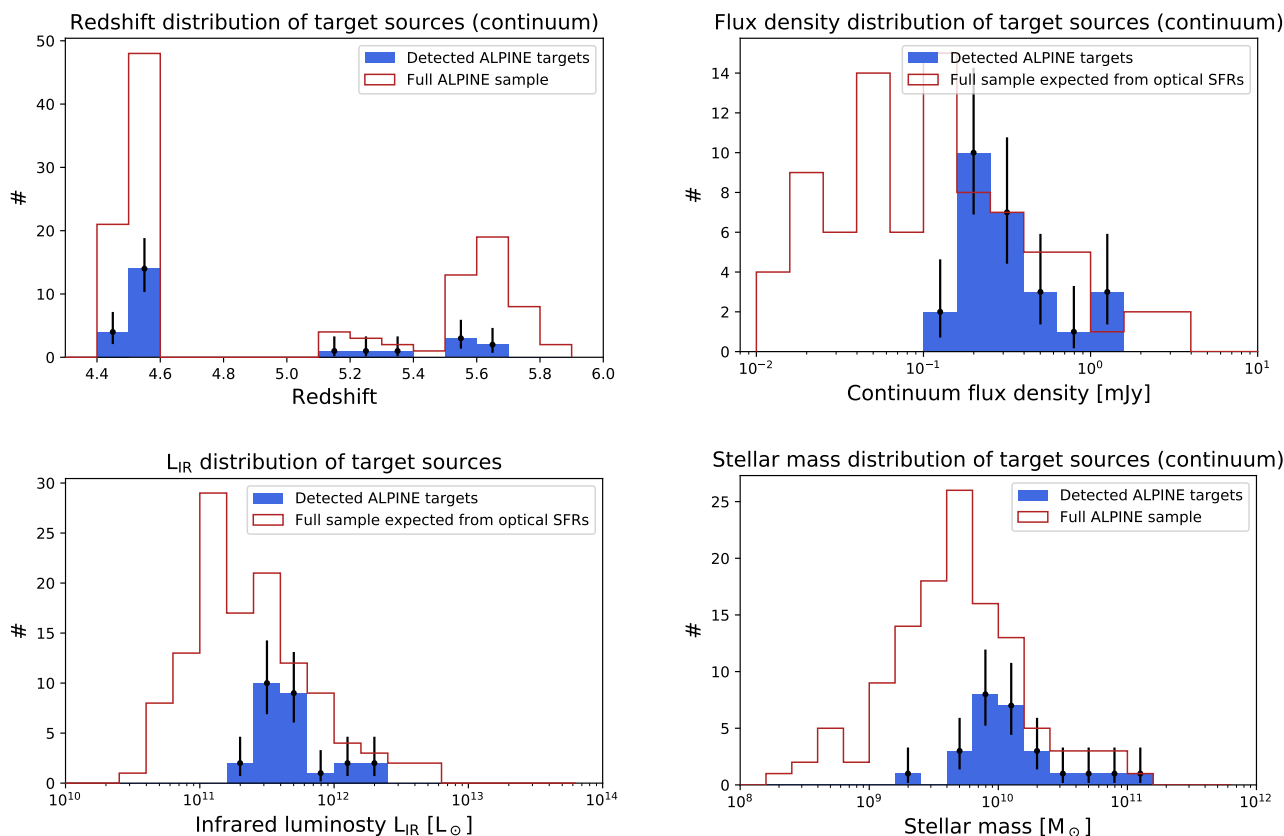 Redshift distribution of target sources (continuum)
50
40
30
20
10
0
#
Detected ALPINE targets
Full ALPINE sample
4.4 4.6 4.8 5.0 5.2 5.4 5.6 5.8 6.0
Redshift
Flux density distribution of target sources (continuum)
14
12
10
8
6
4
2
0
#
Detected ALPINE targets
Full sample expected from optical SFRs
10⁻² 10⁻¹ 10⁰ 10¹
Continuum flux density [mJy]
L_IR distribution of target sources
30
25
20
15
10
5
0
#
Detected ALPINE targets
Full sample expected from optical SFRs
10¹⁰ 10¹¹ 10¹² 10¹³ 10¹⁴
Infrared luminosty L_IR [L⊙]
Stellar mass distribution of target sources (continuum)
25
20
15
10
5
0
#
Detected ALPINE targets
Full ALPINE sample
10⁸ 10⁹ 10¹⁰ 10¹¹ 10¹²
Stellar mass [M⊙]